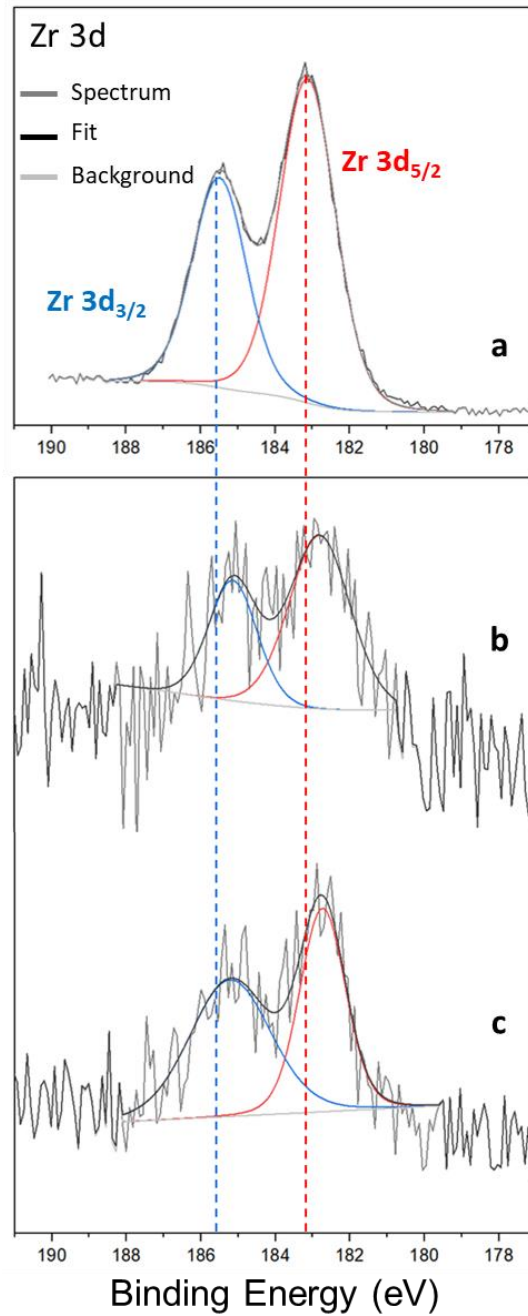 Zr 3d
Spectrum
Fit
Background
Zr 3d5/2
Zr 3d3/2
a
190 188 186 184 182 180 178
b
c
190 188 186 184 182 180 178
Binding Energy (eV)